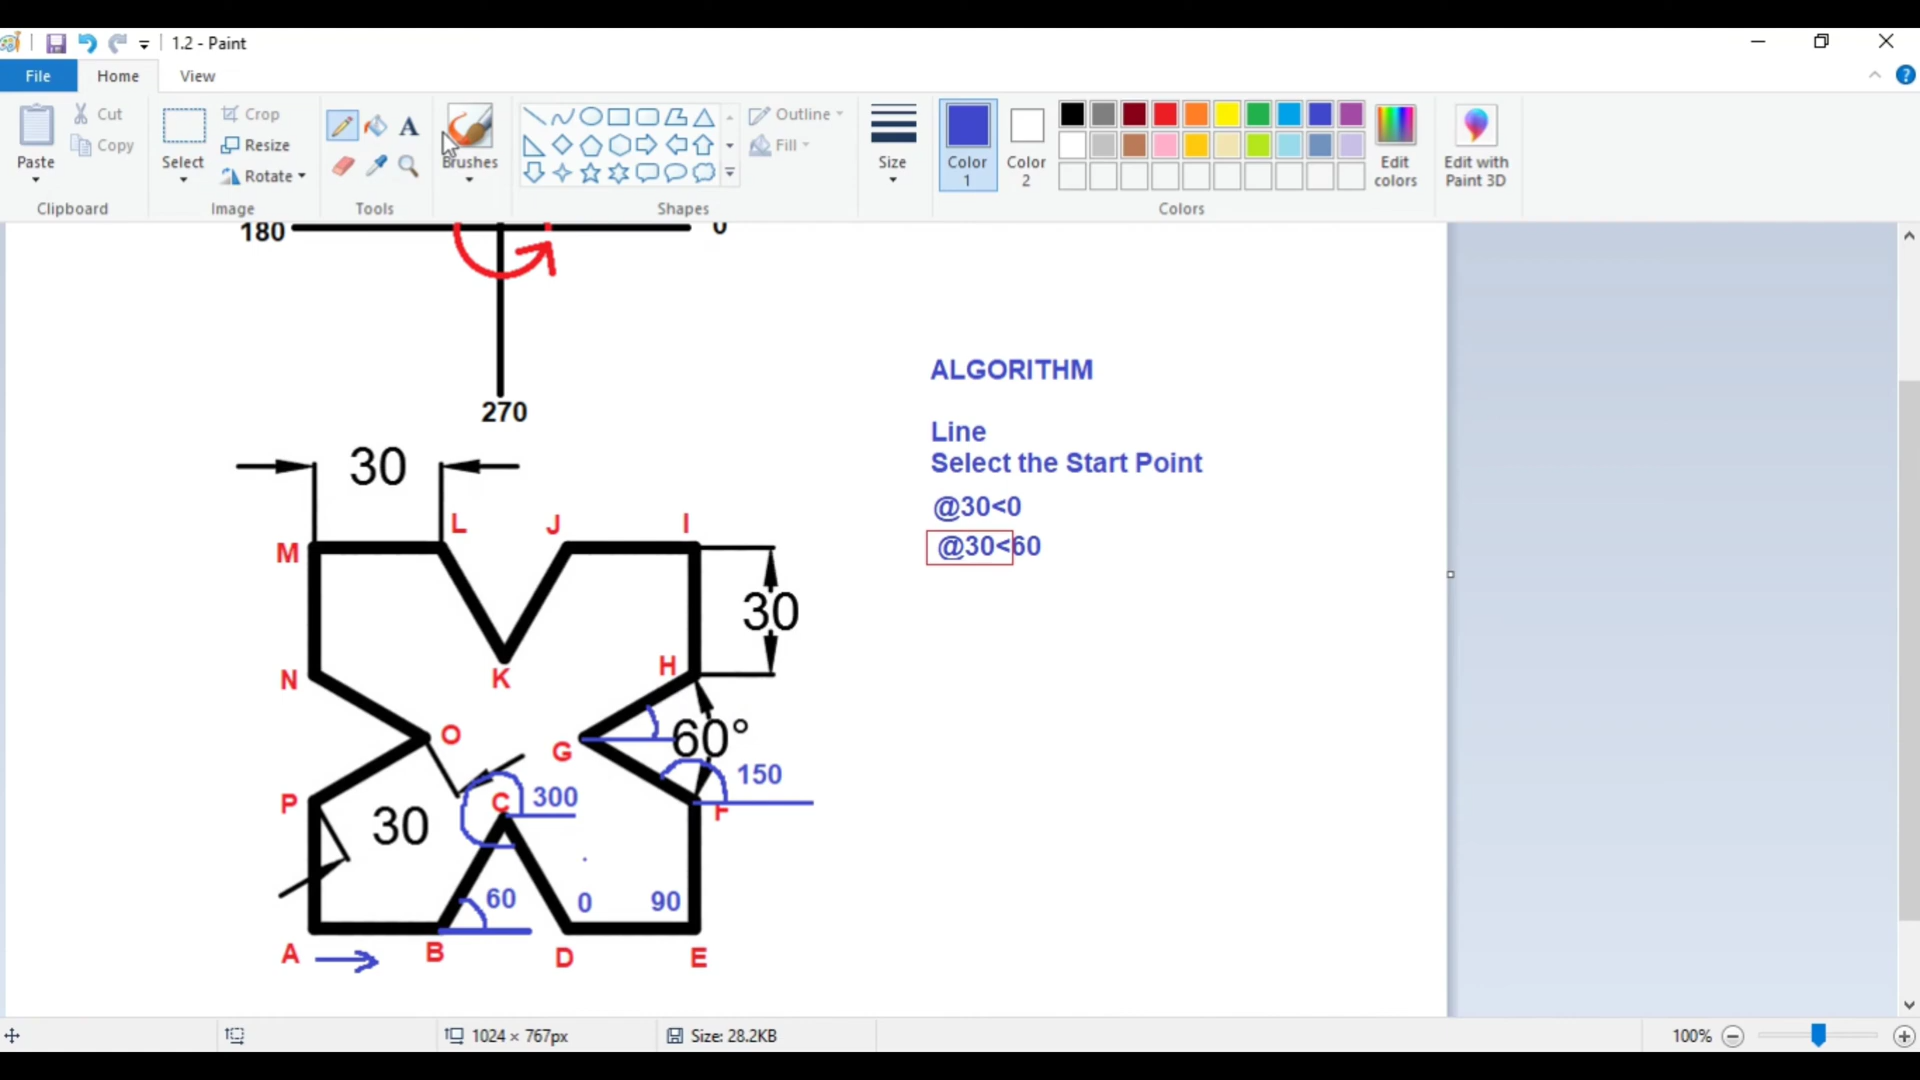 1.2 - Paint
File Home View
Paste Cut Copy Clipboard
Select Crop Resize Rotate Image
A Tools
Brushes
Shapes Outline Fill
Size
Color 1 Color 2 Edit colors Colors
Edit with Paint 3D
180 0
270
ALGORITHM
Line
Select the Start Point
@30<0
@30<60
30
M L J I
30
N K H
O G 60°
150
P C 300 F
30
60 0 90
A B D E
1024 × 767px Size: 28.2KB 100%